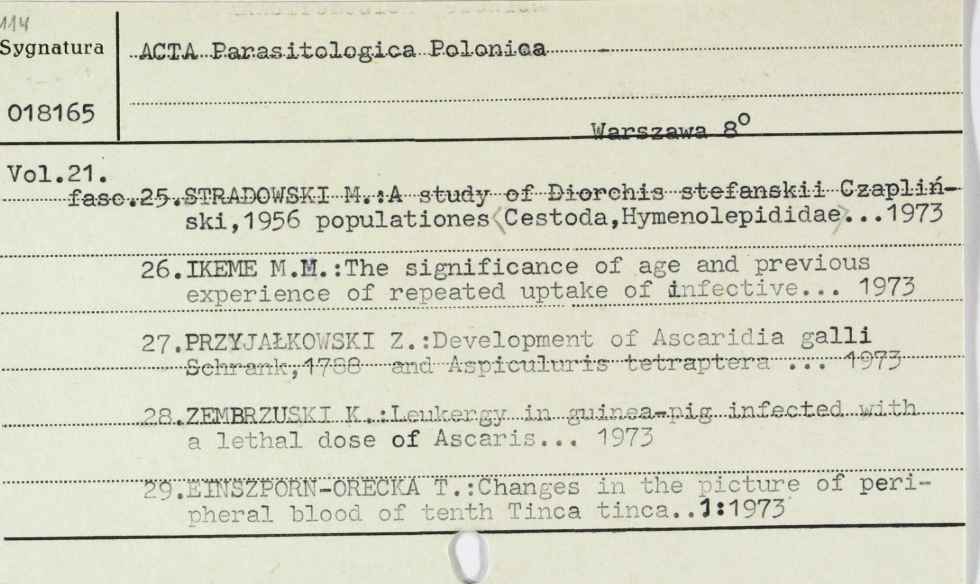 114
Sygnatura
ACTA Parasitologica Polonica -
018165
Warszawa 8°
Vol.21.
fasc.25.STRADOWSKI M.:A study of Diorchis stefanskii Czapliń-
ski,1956 populationes<Cestoda,Hymenolepididae>...1973
26.IKEME M.M.:The significance of age and previous
experience of repeated uptake of infective... 1973
27.PRZYJAŁKOWSKI Z.:Development of Ascaridia galli
Schrank,1788 and Aspiculuris tetraptera ... 1973
28.ZEMBRZUSKI K.:Leukergy in guinea-pig infected with
a lethal dose of Ascaris... 1973
29.EINSZPORN-ORECKA T.:Changes in the picture of peri-
pheral blood of tenth Tinca tinca..1:1973